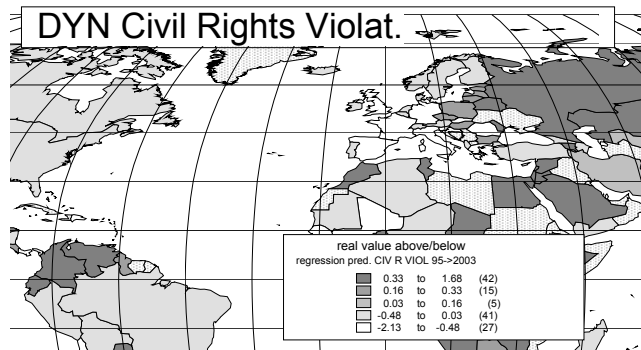 DYN Civil Rights Violat.
real value above/below
regression pred. CIV R VIOL 95->2003
0.33 to 1.68 (42)
0.16 to 0.33 (15)
0.03 to 0.16 (5)
-0.48 to 0.03 (41)
-2.13 to -0.48 (27)